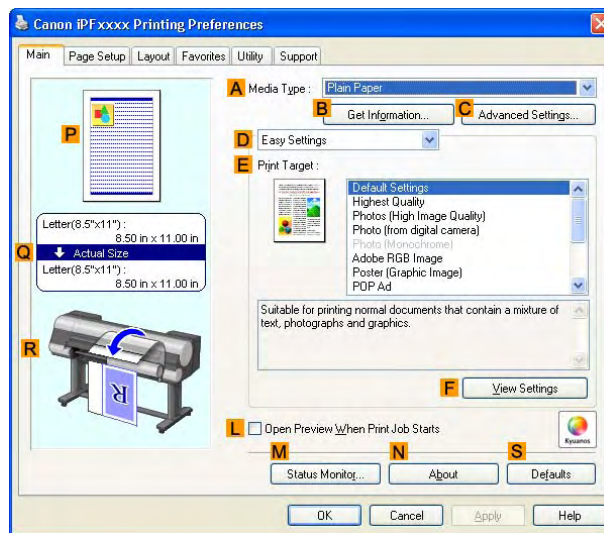 Canon iPFxxxx Printing Preferences
Main Page Setup Layout Favorites Utility Support
A Media Type : Plain Paper
B Get Information... C Advanced Settings...
D Easy Settings
E Print Target :
Default Settings
Highest Quality
Photos (High Image Quality)
Photo (from digital camera)
Photo (Monochrome)
Adobe RGB Image
Poster (Graphic Image)
POP Ad
Suitable for printing normal documents that contain a mixture of
text, photographs and graphics.
F View Settings
P
Q
Letter(8.5"x11") :
8.50 in x 11.00 in
Actual Size
Letter(8.5"x11") :
8.50 in x 11.00 in
R
R
L Open Preview When Print Job Starts
Kyuanos
M Status Monitor... N About S Defaults
OK Cancel Apply Help